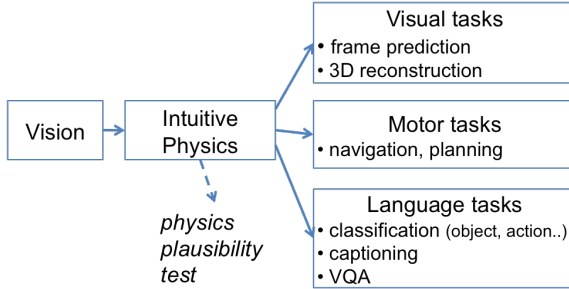 Vision
Intuitive
Physics
physics
plausibility
test
Visual tasks
• frame prediction
• 3D reconstruction
Motor tasks
• navigation, planning
Language tasks
• classification (object, action..)
• captioning
• VQA